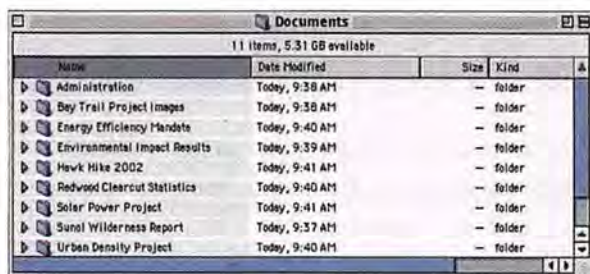 Documents
11 items, 5.31 GB available
Name Date Modified Size Kind
Administration Today, 9:38 AM – folder
Bay Trail Project Images Today, 9:38 AM – folder
Energy Efficiency Mandate Today, 9:40 AM – folder
Environmental Impact Results Today, 9:39 AM – folder
Hawk Hike 2002 Today, 9:41 AM – folder
Redwood Clearcut Statistics Today, 9:40 AM – folder
Solar Power Project Today, 9:41 AM – folder
Sunol Wilderness Report Today, 9:37 AM – folder
Urban Density Project Today, 9:40 AM – folder